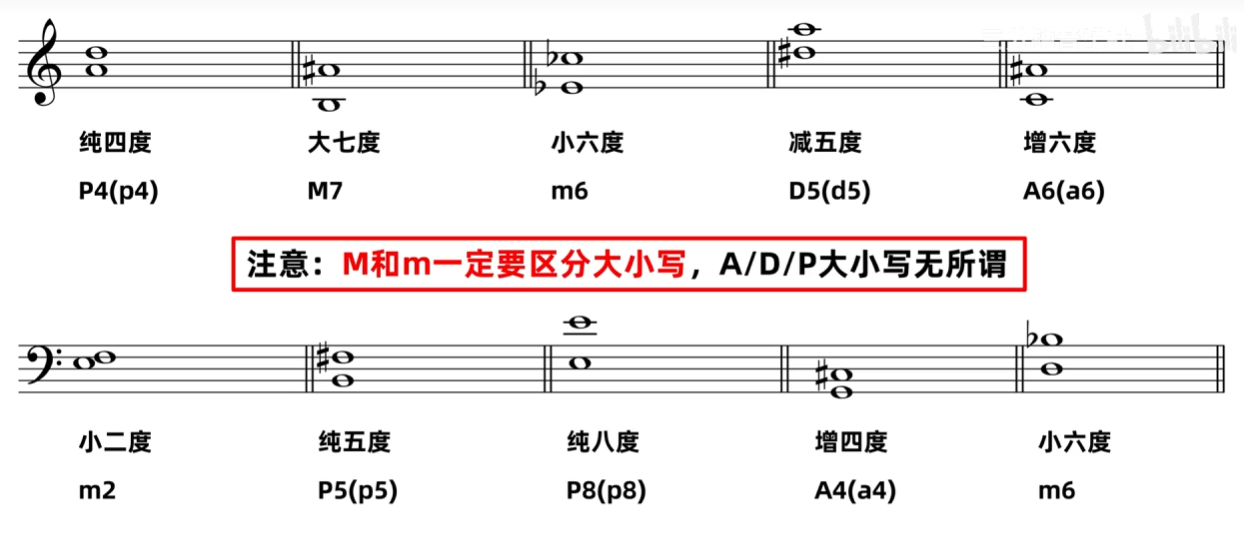 bilibili
纯四度 大七度 小六度 减五度 增六度
P4(p4) M7 m6 D5(d5) A6(a6)
注意：M和m一定要区分大小写，A/D/P大小写无所谓
小二度 纯五度 纯八度 增四度 小六度
m2 P5(p5) P8(p8) A4(a4) m6